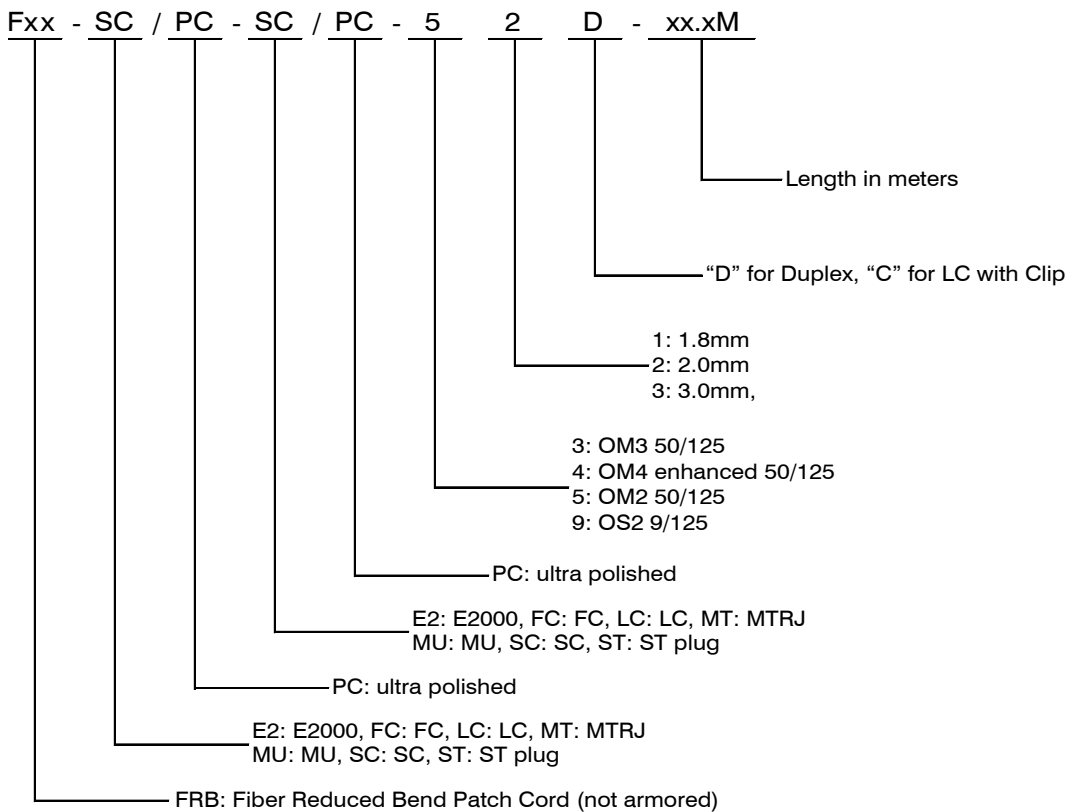 Fxx - SC / PC - SC / PC - 5 2 D - xx.xM
Length in meters
“D” for Duplex, “C” for LC with Clip
1: 1.8mm
2: 2.0mm
3: 3.0mm,
3: OM3 50/125
4: OM4 enhanced 50/125
5: OM2 50/125
9: OS2 9/125
PC: ultra polished
E2: E2000, FC: FC, LC: LC, MT: MTRJ
MU: MU, SC: SC, ST: ST plug
PC: ultra polished
E2: E2000, FC: FC, LC: LC, MT: MTRJ
MU: MU, SC: SC, ST: ST plug
FRB: Fiber Reduced Bend Patch Cord (not armored)